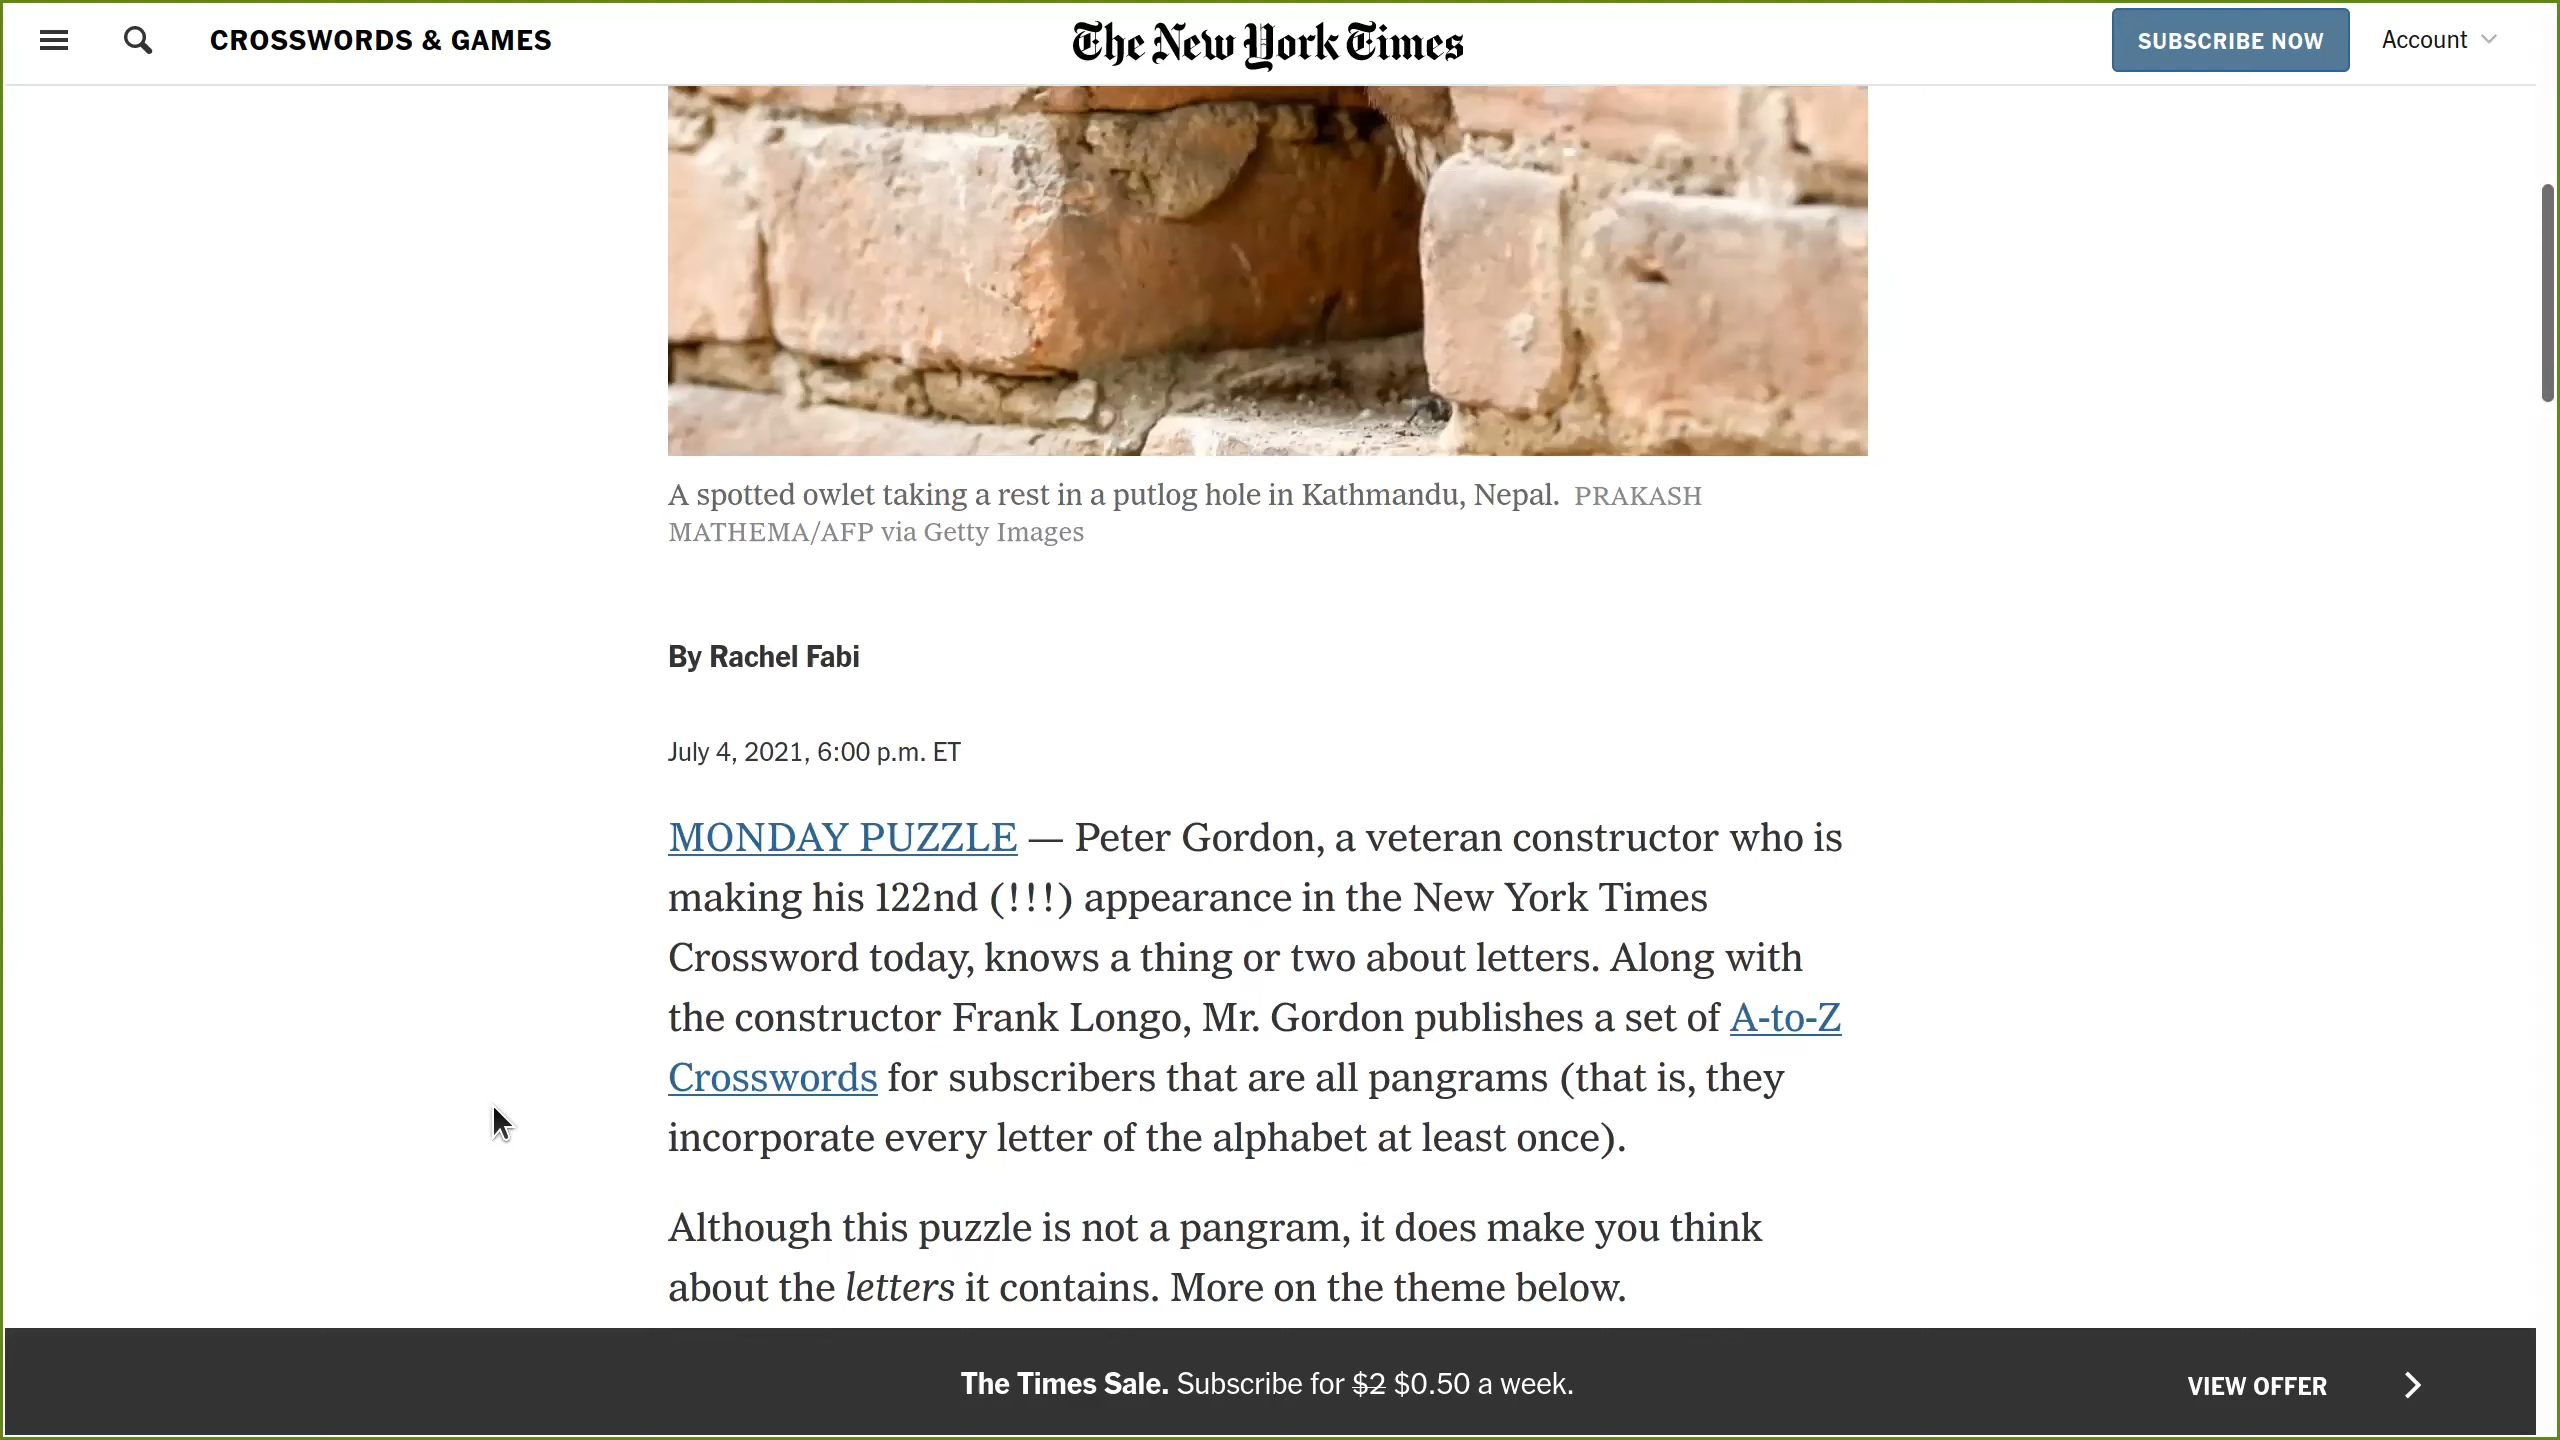 CROSSWORDS & GAMES
The New York Times
SUBSCRIBE NOW
Account
A spotted owlet taking a rest in a putlog hole in Kathmandu, Nepal. PRAKASH
MATHEMA/AFP via Getty Images
By Rachel Fabi
July 4, 2021, 6:00 p.m. ET
MONDAY PUZZLE — Peter Gordon, a veteran constructor who is
making his 122nd (!!!) appearance in the New York Times
Crossword today, knows a thing or two about letters. Along with
the constructor Frank Longo, Mr. Gordon publishes a set of A-to-Z
Crosswords for subscribers that are all pangrams (that is, they
incorporate every letter of the alphabet at least once).
Although this puzzle is not a pangram, it does make you think
about the letters it contains. More on the theme below.
The Times Sale. Subscribe for $2 $0.50 a week.
VIEW OFFER